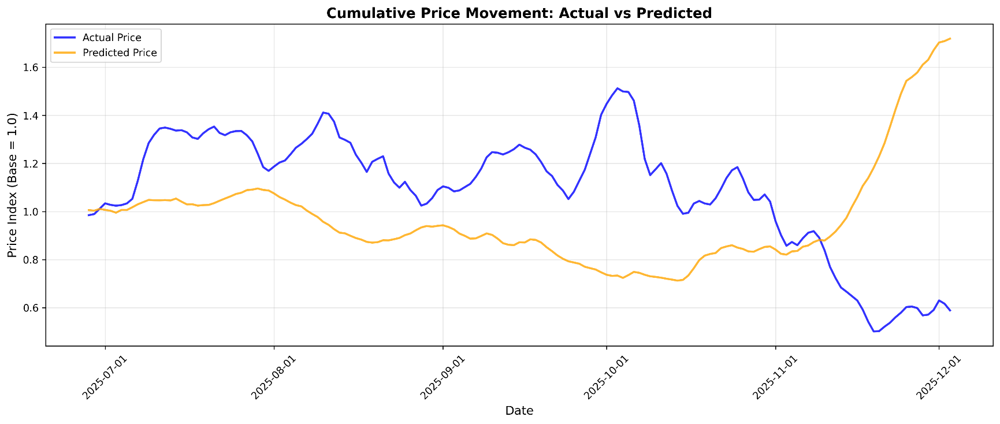 Cumulative Price Movement: Actual vs Predicted
Actual Price
Predicted Price
Price Index (Base = 1.0)
1.6
1.4
1.2
1.0
0.8
0.6
2025-07-01
2025-08-01
2025-09-01
2025-10-01
2025-11-01
2025-12-01
Date